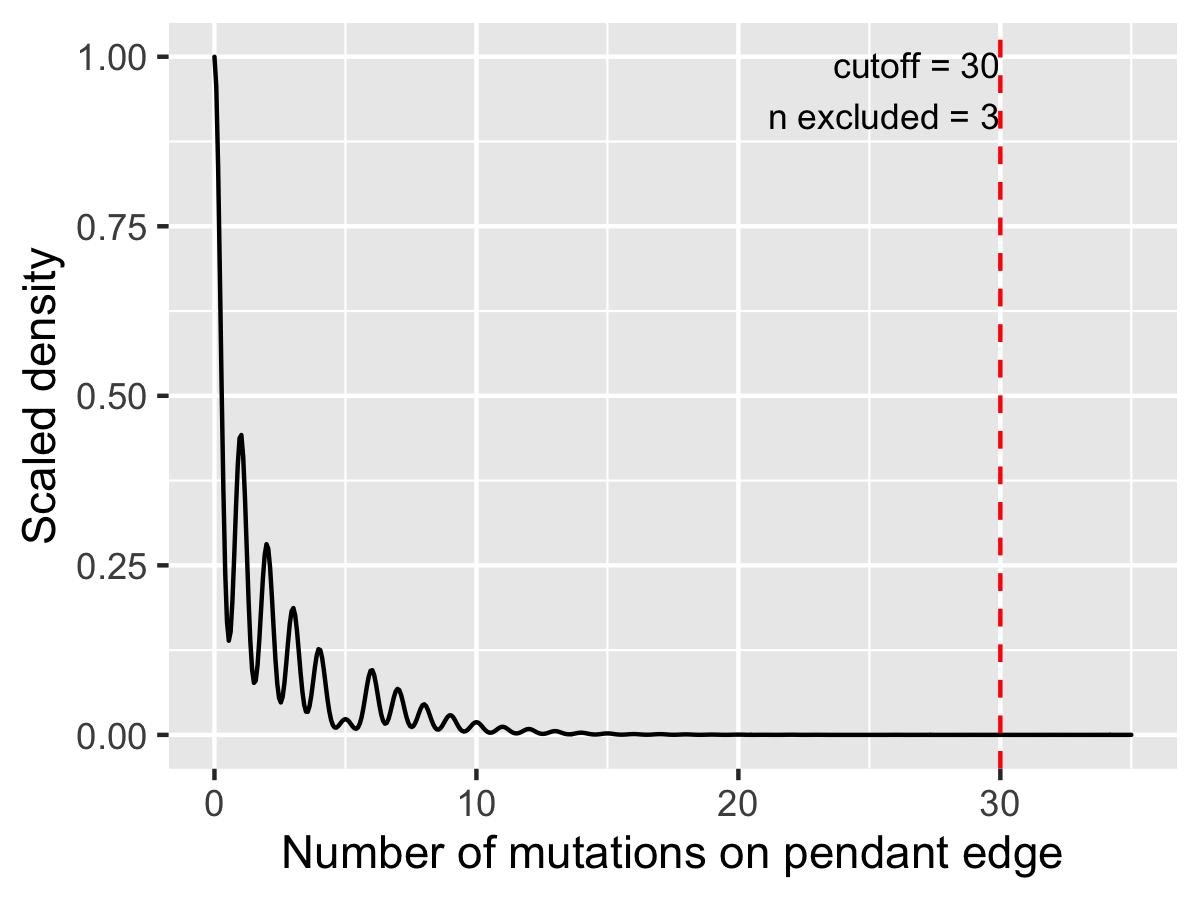 cutoff = 30
n excluded = 3
1.00
0.75
0.50
0.25
0.00
Scaled density
0 10 20 30
Number of mutations on pendant edge